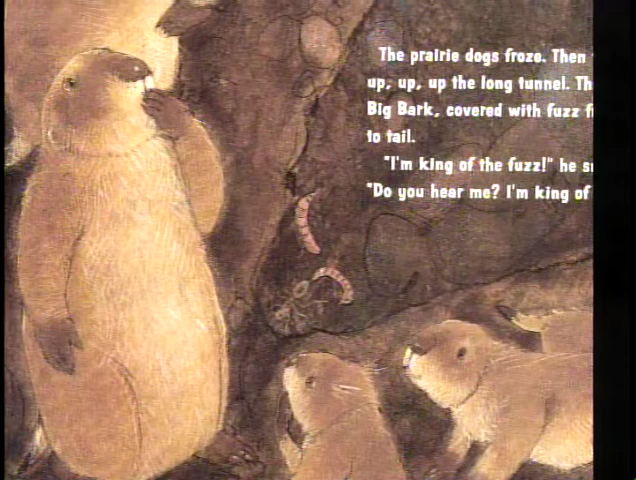 The prairie dogs froze. Then
up, up, up the long tunnel.
Big Bark, covered with fuzz
to tail.
"I'm king of the fuzz!" he
"Do you hear me? I'm king of